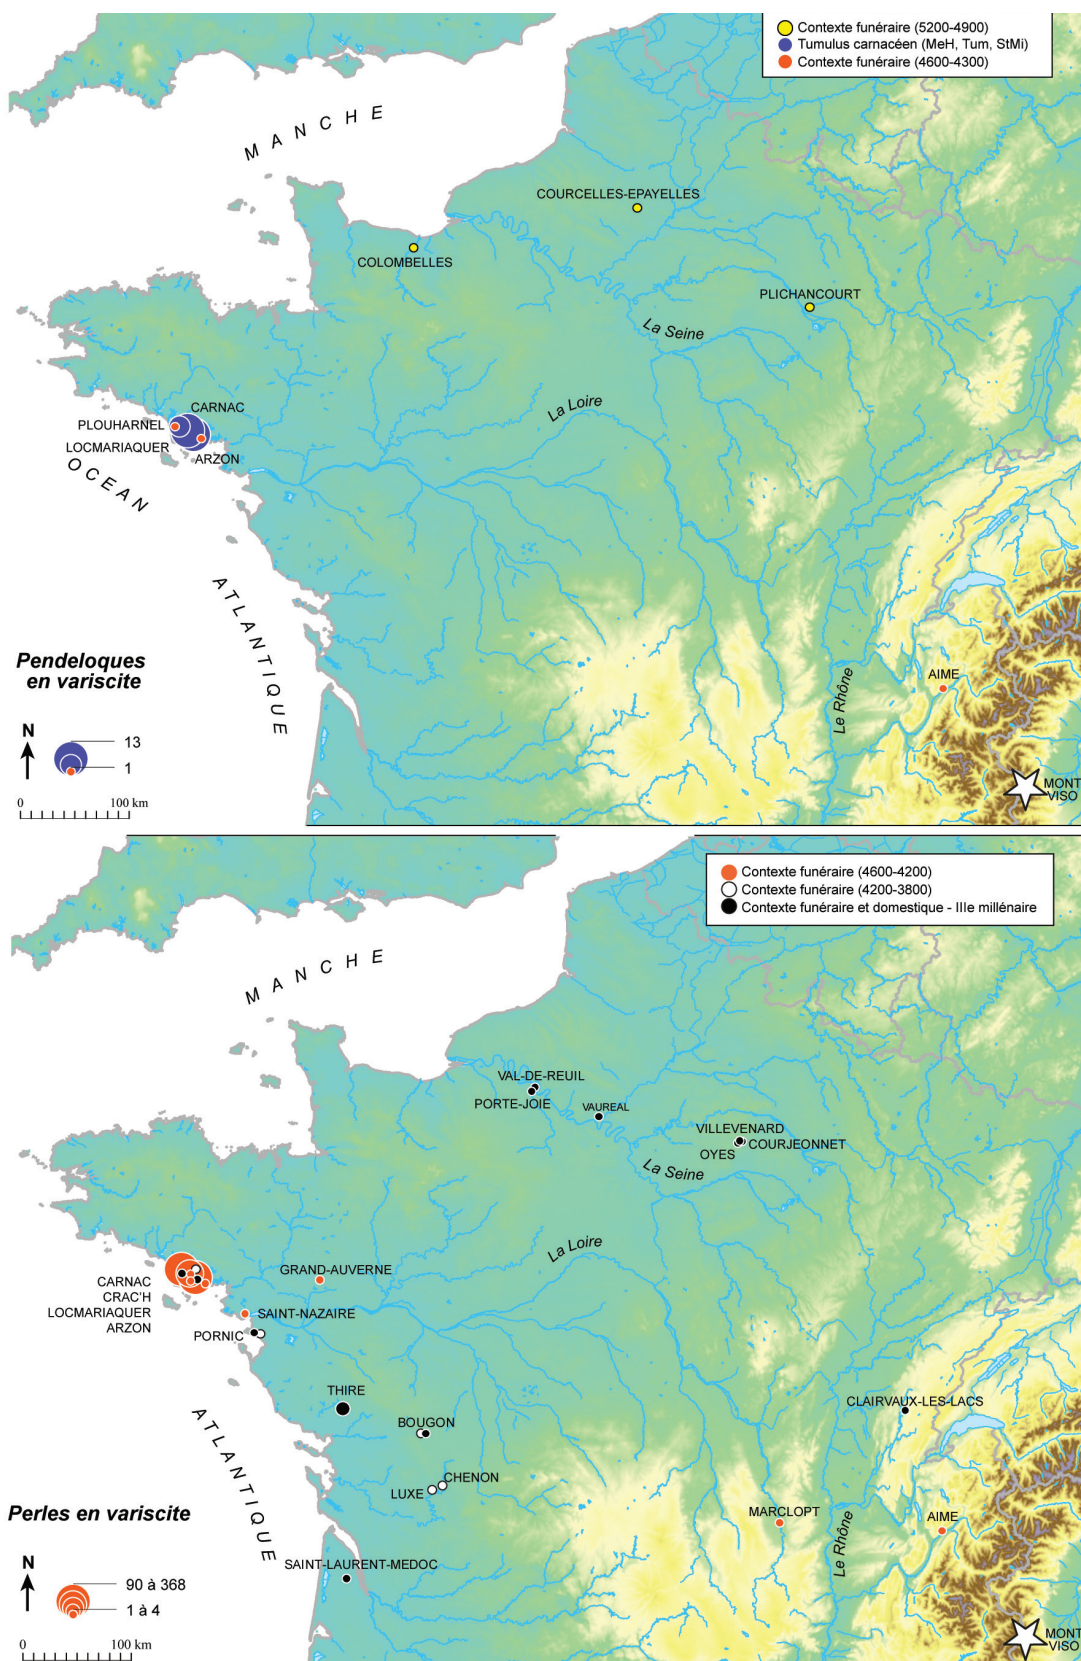 Contexte funéraire (5200-4900)
Tumulus carnacéen (MeH, Tum, StMi)
Contexte funéraire (4600-4300)
MANCHE
COURCELLES-EPAYELLES
COLOMBELLES
PLICHANCOURT
La Seine
CARNAC
La Loire
PLOUHARNEL
LOCMARIAQUER
ARZON
OCEAN
ATLANTIQUE
Pendeloques
en variscite
AIME
Le Rhône
N
13
1
MONT
VISO
0 100 km
Contexte funéraire (4600-4200)
Contexte funéraire (4200-3800)
Contexte funéraire et domestique - IIIe millénaire
MANCHE
VAL-DE-REUIL
PORTE-JOIE
VAUREAL
VILLEVENARD
COURJEONNET
OYES
La Seine
La Loire
GRAND-AUVERNE
CARNAC
CRAC'H
LOCMARIAQUER
ARZON
SAINT-NAZAIRE
PORNIC
THIRE
CLAIRVAUX-LES-LACS
BOUGON
ATLANTIQUE
CHENON
LUXE
Perles en variscite
MARCLOPT
AIME
Le Rhône
SAINT-LAURENT-MEDOC
N
90 à 368
1 à 4
MONT
VISO
0 100 km